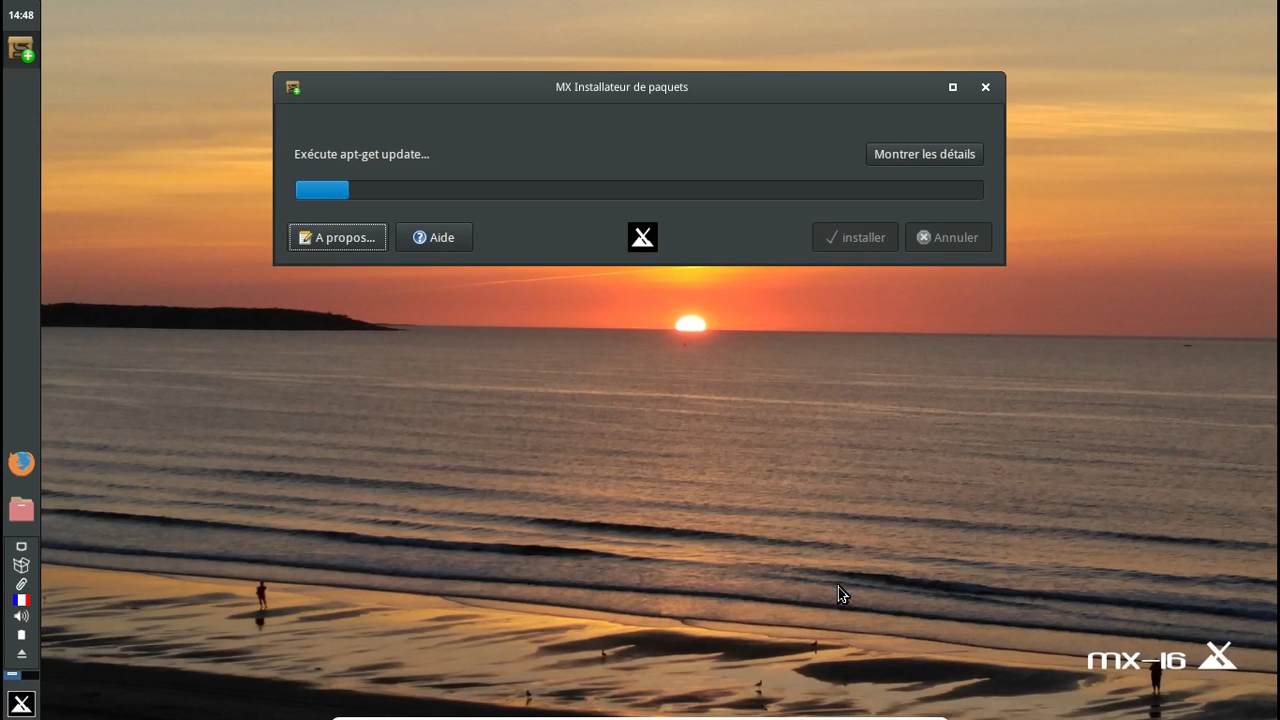 14:48
MX Installateur de paquets
Exécute apt-get update...
Montrer les détails
A propos...
Aide
installer
Annuler
mx-16